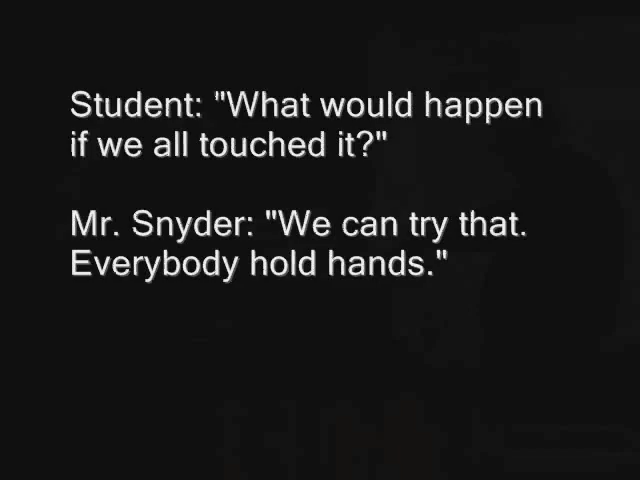 Student: "What would happen
if we all touched it?"
Mr. Snyder: "We can try that.
Everybody hold hands."